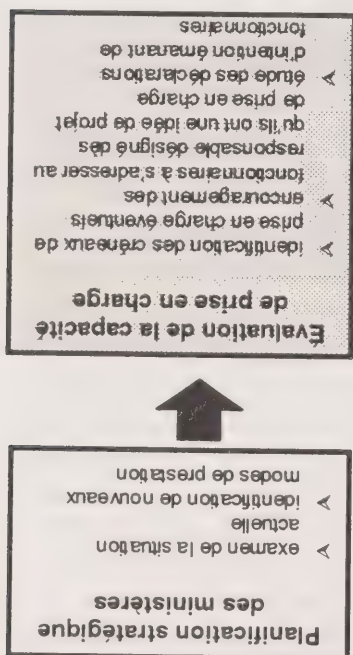 Planification stratégique
des ministères
➤ examen de la situation
actuelle
➤ identification de nouveaux
modes de prestation
Évaluation de la capacité
de prise en charge
➤ identification des créneaux de
prise en charge éventuels
➤ encouragement des
fonctionnaires à s'adresser au
responsable désigné dès
qu'ils ont une idée de projet
de prise en charge
➤ étude des déclarations
d'intention émanant de
fonctionnaires